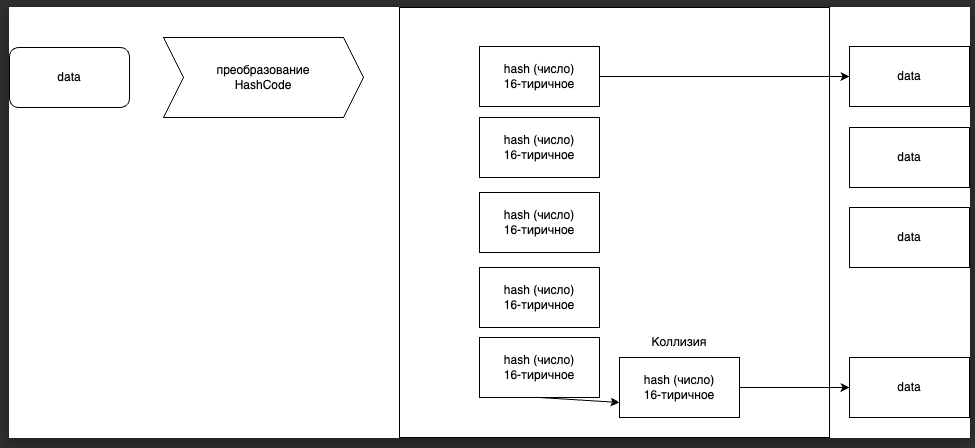 data
преобразование
HashCode
hash (число)
16-тиричное
data
hash (число)
16-тиричное
data
hash (число)
16-тиричное
data
hash (число)
16-тиричное
hash (число)
16-тиричное
Коллизия
hash (число)
16-тиричное
data